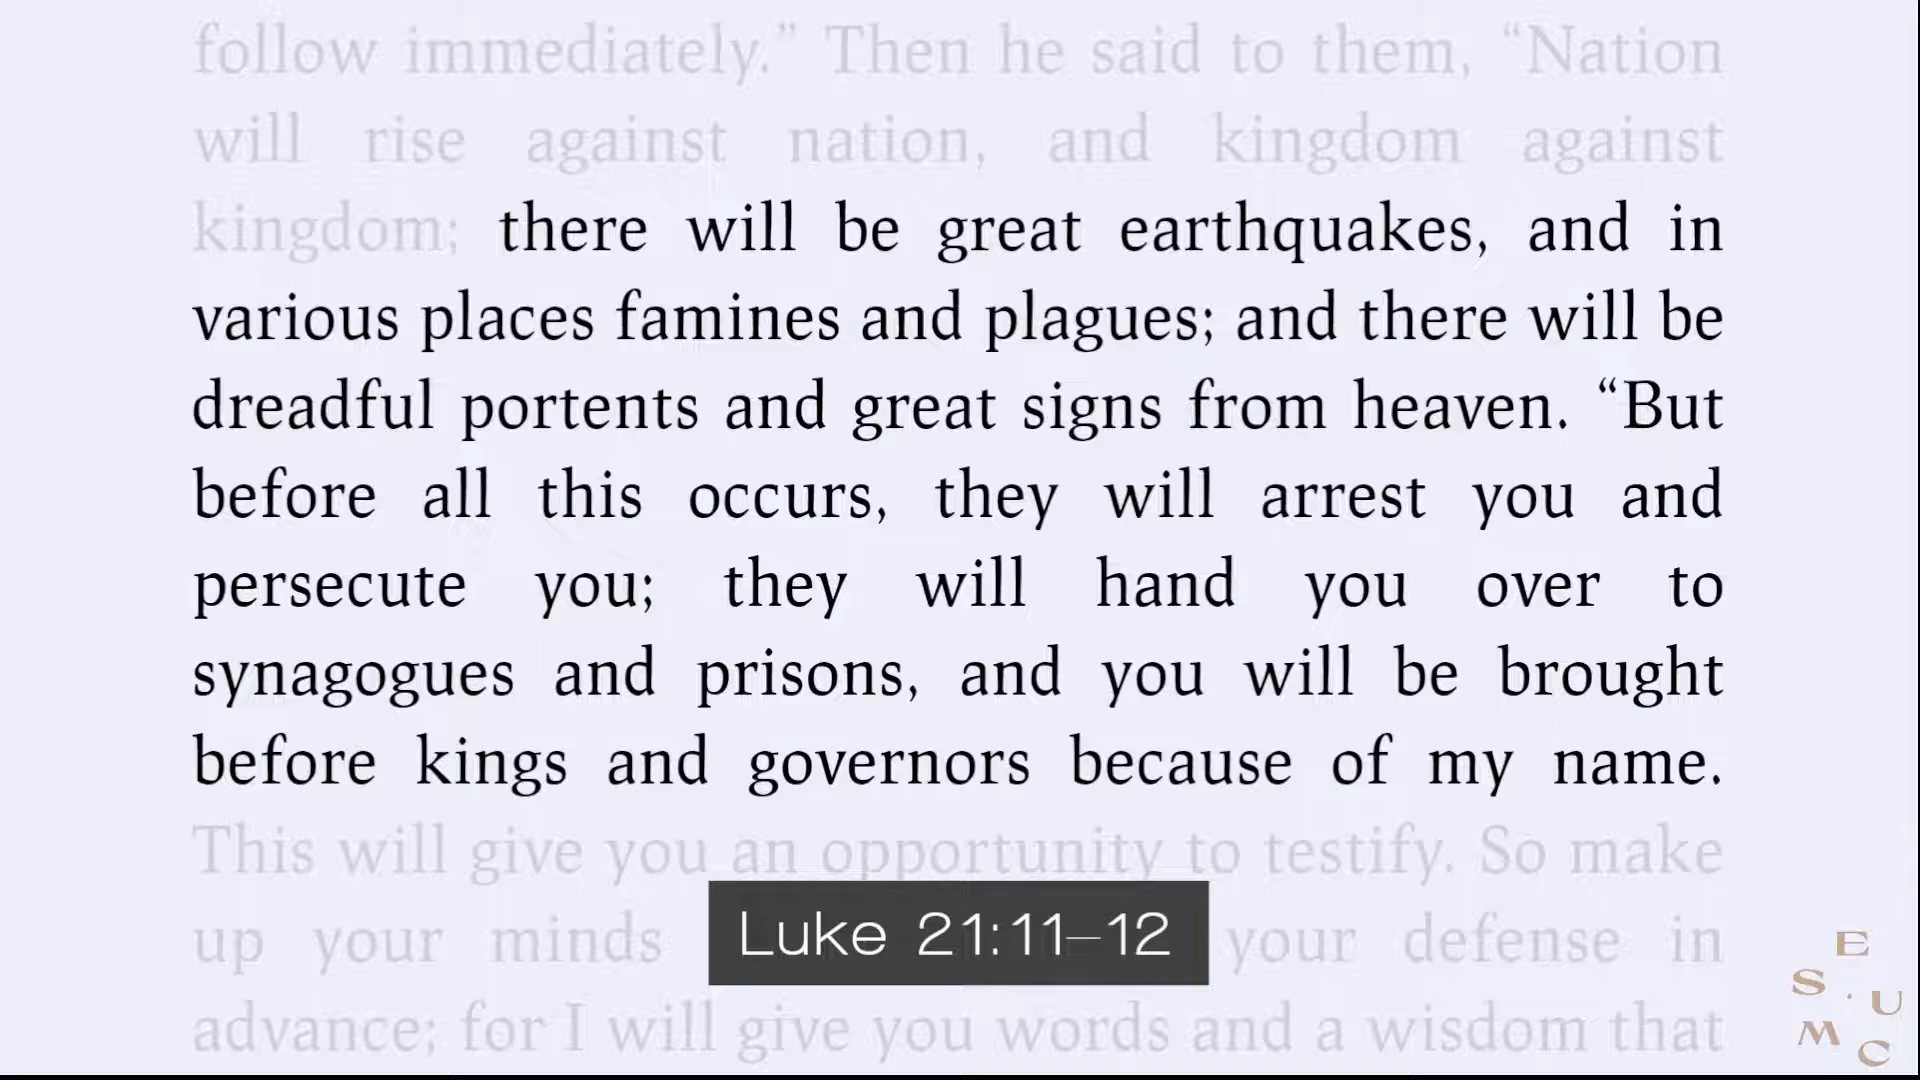 follow immediately.” Then he said to them, “Nation
will rise against nation, and kingdom against
kingdom; there will be great earthquakes, and in
various places famines and plagues; and there will be
dreadful portents and great signs from heaven. “But
before all this occurs, they will arrest you and
persecute you; they will hand you over to
synagogues and prisons, and you will be brought
before kings and governors because of my name.
This will give you an opportunity to testify. So make
up your minds your defense in
Luke 21:11–12
advance; for I will give you words and a wisdom that
E
S · U
M C